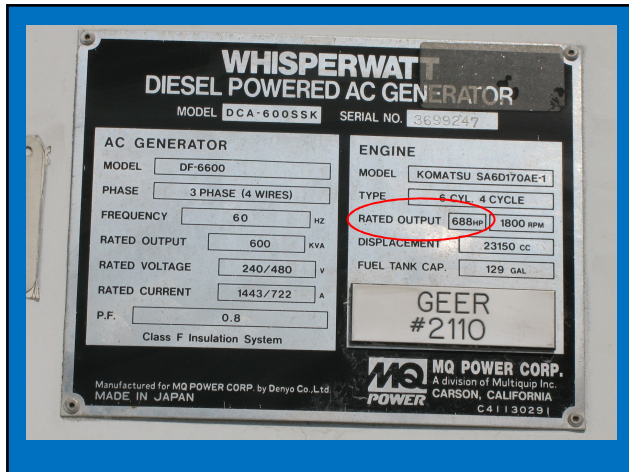 WHISPERWATT
DIESEL POWERED AC GENERATOR
MODEL DCA-600SSK SERIAL NO. 3699247
AC GENERATOR
MODEL DF-6600
PHASE 3 PHASE (4 WIRES)
FREQUENCY 60 HZ
RATED OUTPUT 600 KVA
RATED VOLTAGE 240/480 V
RATED CURRENT 1443/722 A
P.F. 0.8
Class F Insulation System
ENGINE
MODEL KOMATSU SA6D170AE-1
TYPE 6 CYL. 4 CYCLE
RATED OUTPUT 688HP 1800 RPM
DISPLACEMENT 23150 CC
FUEL TANK CAP. 129 GAL
GEER
#2110
Manufactured for MQ POWER CORP. by Denyo Co., Ltd.
MADE IN JAPAN
MQ
POWER
MQ POWER CORP.
A division of Multiquip Inc.
CARSON, CALIFORNIA
C41130291